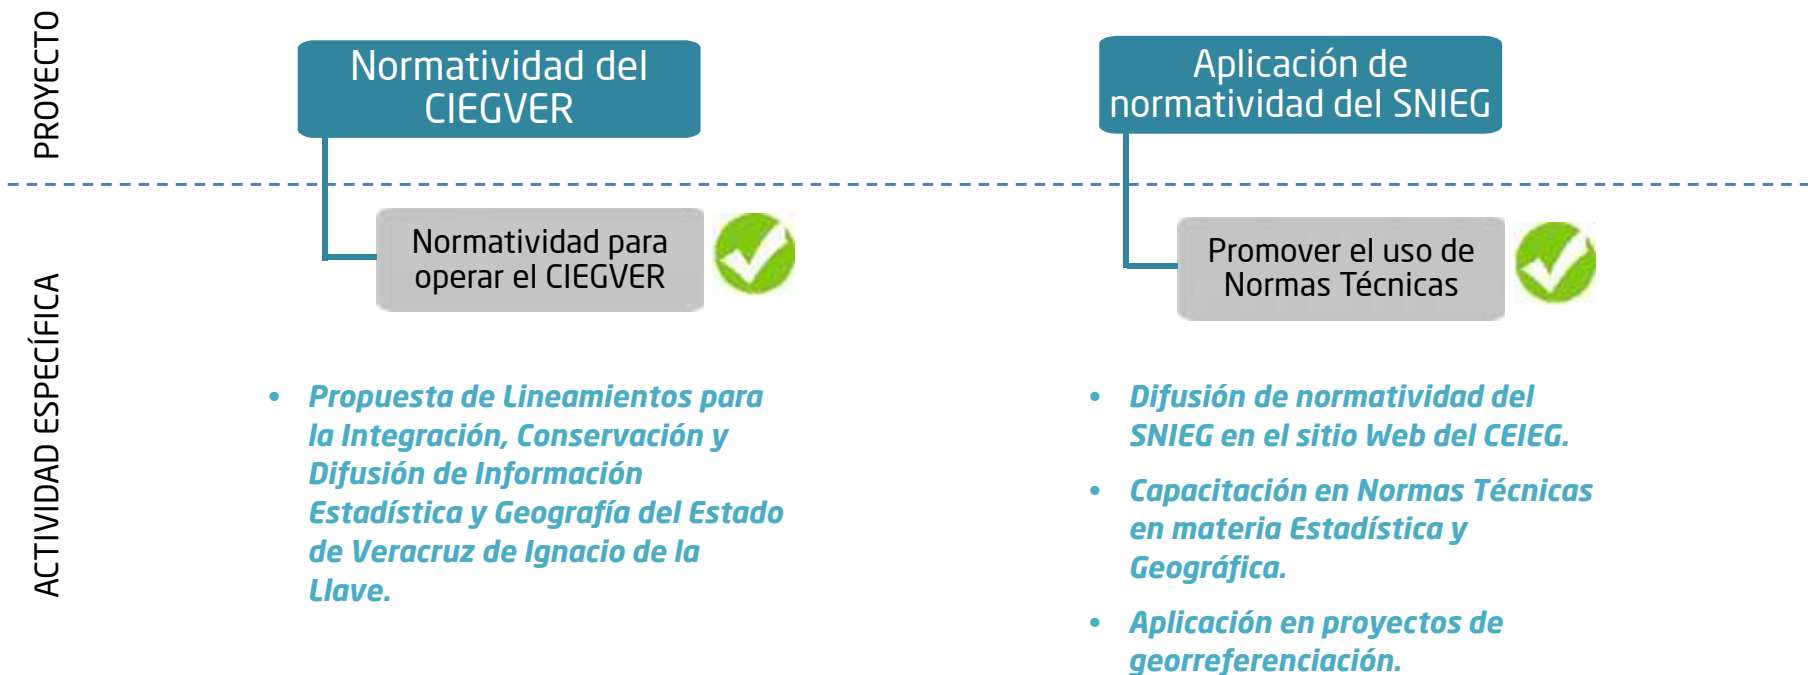 PROYECTO
Normatividad del
CIEGVER
Aplicación de
normatividad del SNIEG
ACTIVIDAD ESPECÍFICA
Normatividad para
operar el CIEGVER
Promover el uso de
Normas Técnicas
• Propuesta de Lineamientos para
la Integración, Conservación y
Difusión de Información
Estadística y Geografía del Estado
de Veracruz de Ignacio de la
Llave.
• Difusión de normatividad del
SNIEG en el sitio Web del CEIEG.
• Capacitación en Normas Técnicas
en materia Estadística y
Geográfica.
• Aplicación en proyectos de
georreferenciación.